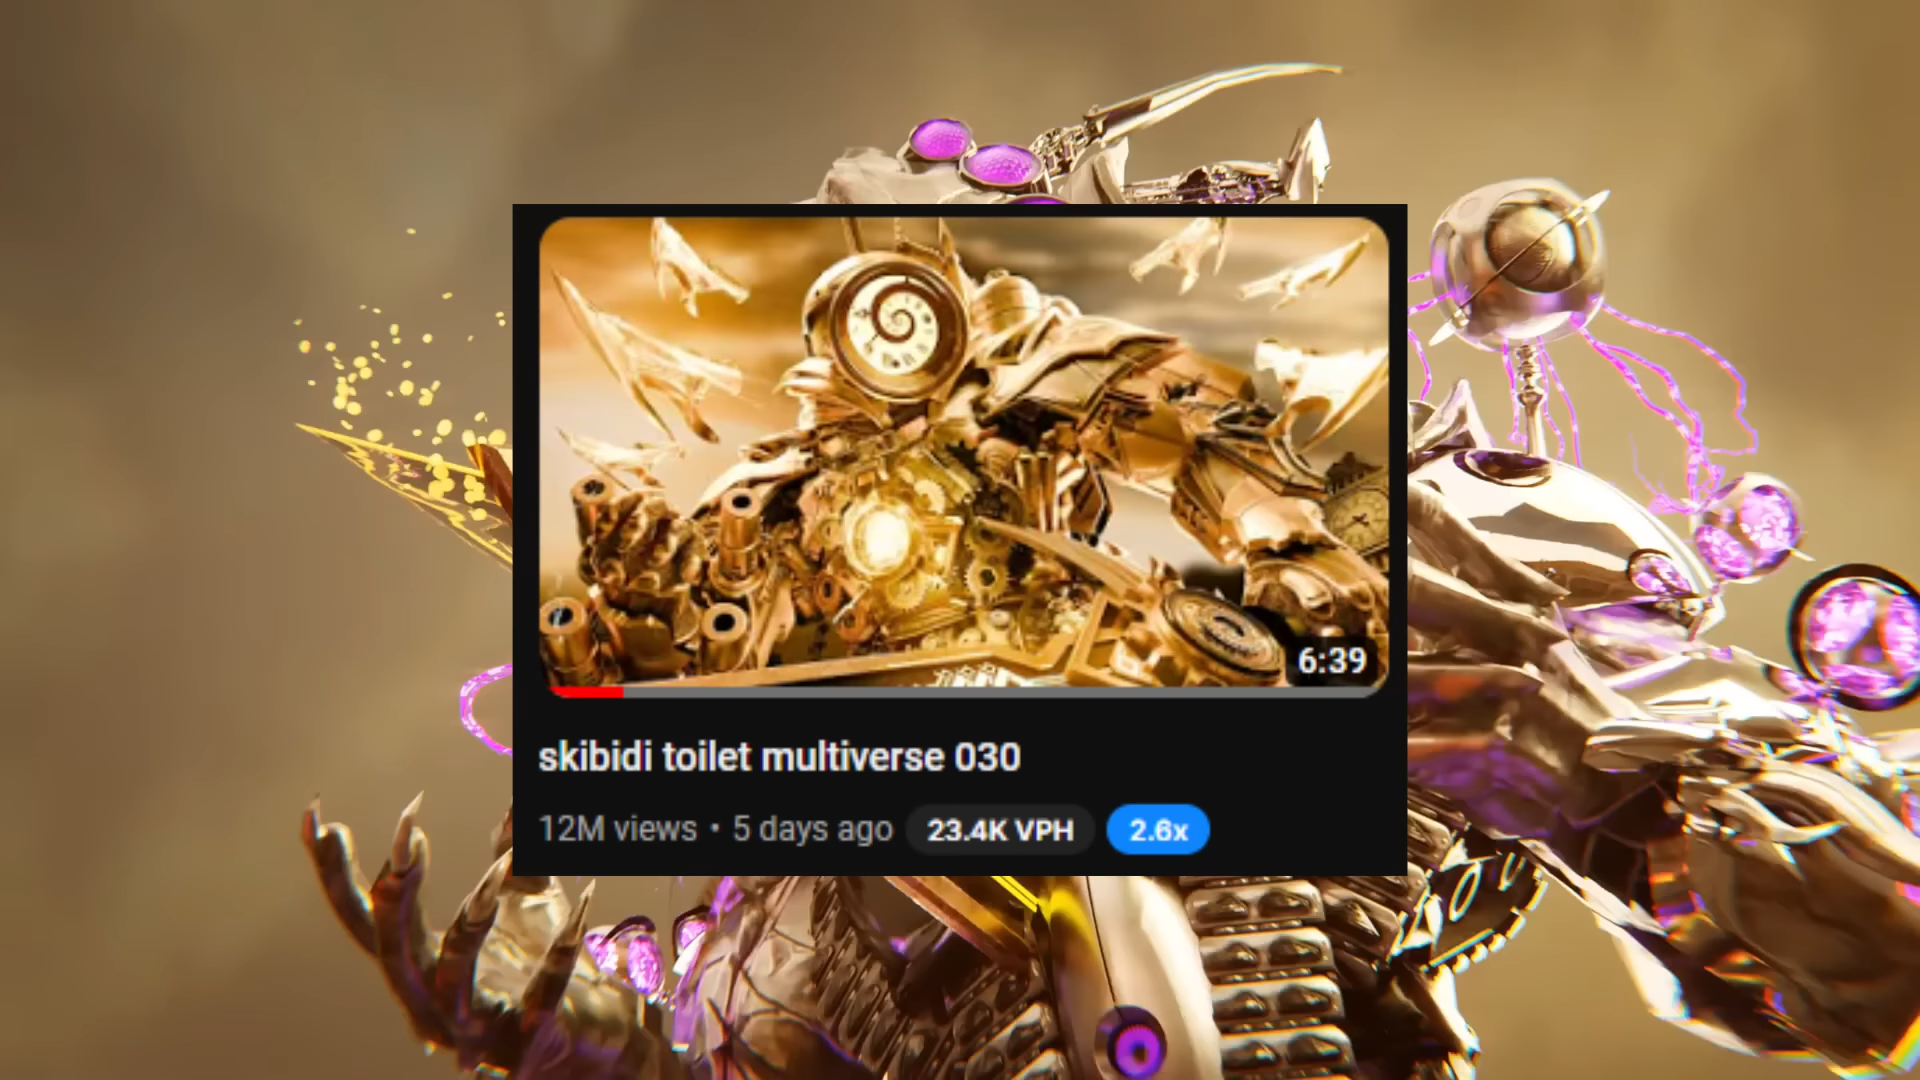 6:39
skibidi toilet multiverse 030
12M views • 5 days ago 23.4K VPH 2.6x